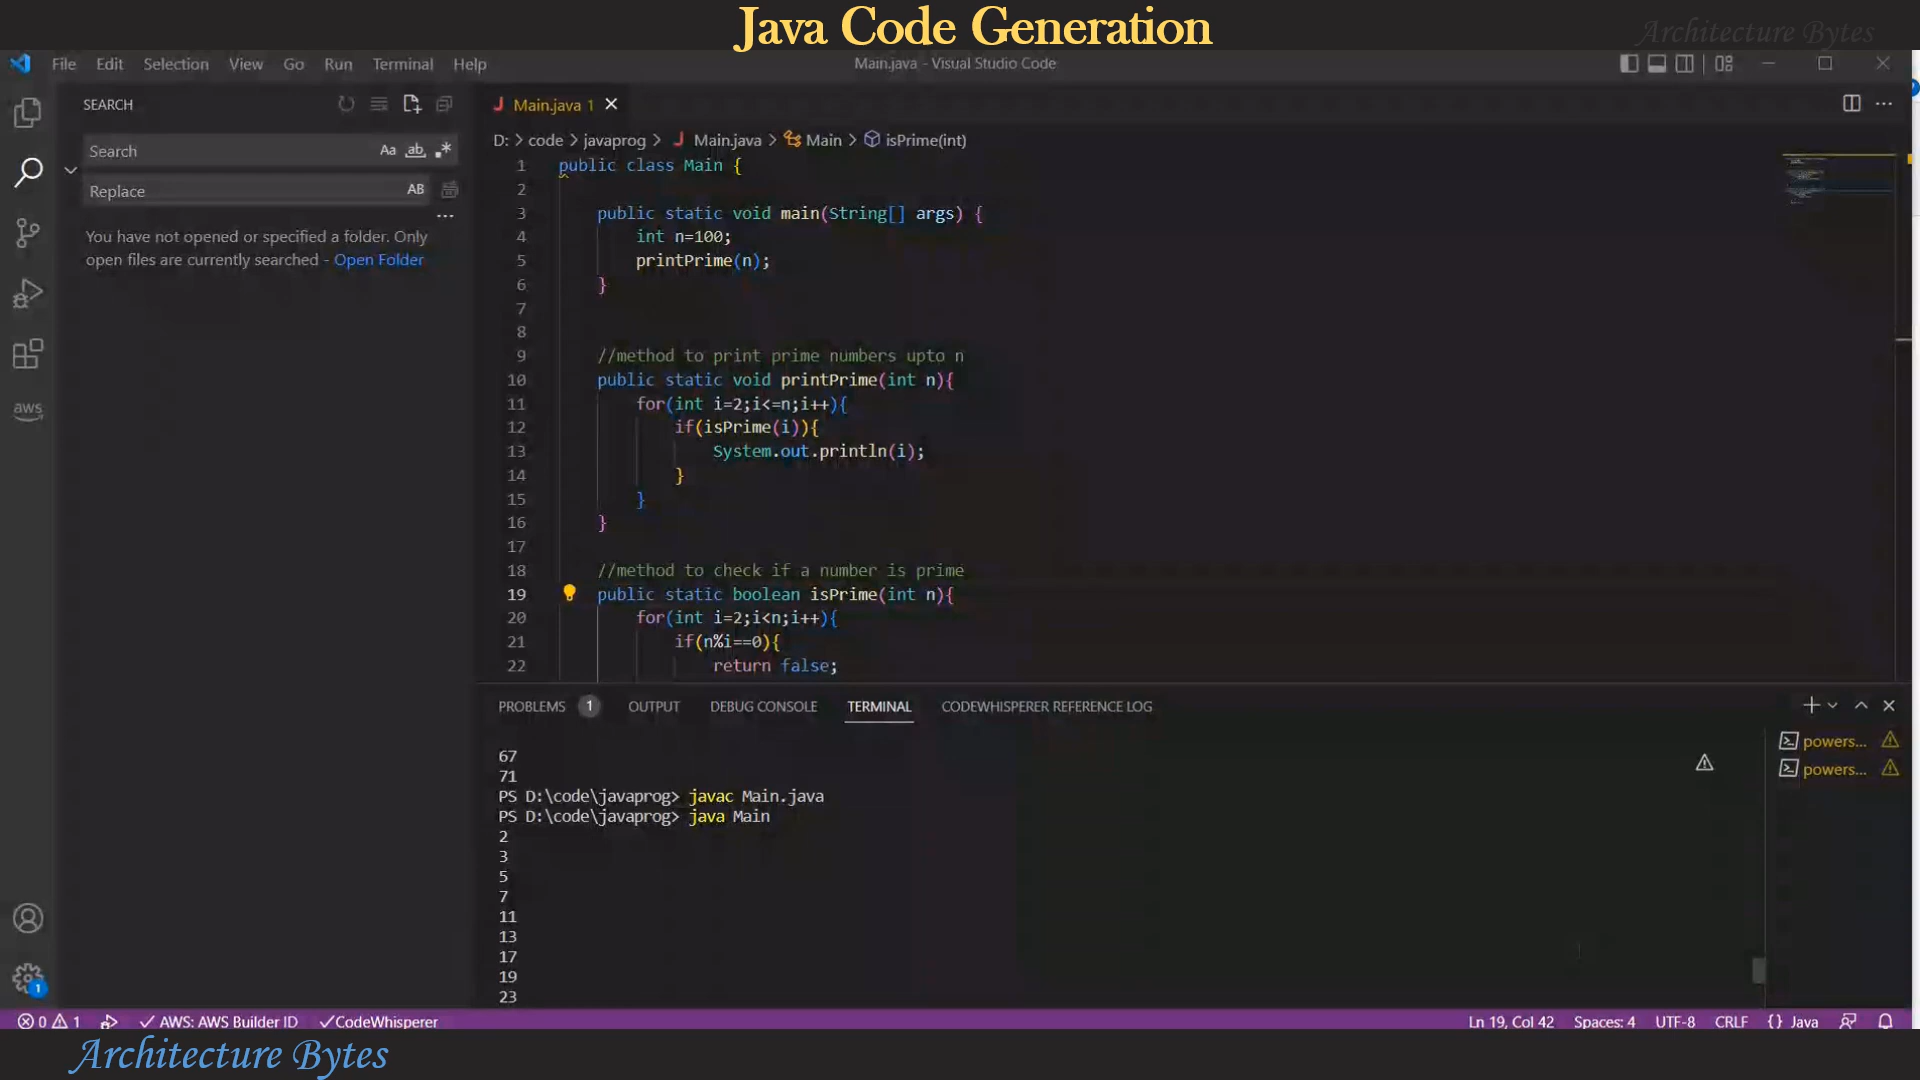 Java Code Generation
Architecture Bytes
File Edit Selection View Go Run Terminal Help
Main.java - Visual Studio Code
SEARCH
Search Aa ab
Replace AB
You have not opened or specified a folder. Only
open files are currently searched - Open Folder
aws
Main.java 1
D: > code > javaprog > Main.java > Main > isPrime(int)
1 public class Main {
2
3 public static void main(String[] args) {
4 int n=100;
5 printPrime(n);
6 }
7
8
9 //method to print prime numbers upto n
10 public static void printPrime(int n){
11 for(int i=2;i<=n;i++){
12 if(isPrime(i)){
13 System.out.println(i);
14 }
15 }
16 }
17
18 //method to check if a number is prime
19 public static boolean isPrime(int n){
20 for(int i=2;i<n;i++){
21 if(n%i==0){
22 return false;
PROBLEMS 1 OUTPUT DEBUG CONSOLE TERMINAL CODEWHISPERER REFERENCE LOG
67
71
PS D:\code\javaprog> javac Main.java
PS D:\code\javaprog> java Main
2
3
5
7
11
13
17
19
23
powers...
powers...
1
0 1 AWS: AWS Builder ID CodeWhisperer Ln 19, Col 42 Spaces: 4 UTF-8 CRLF {} Java
Architecture Bytes